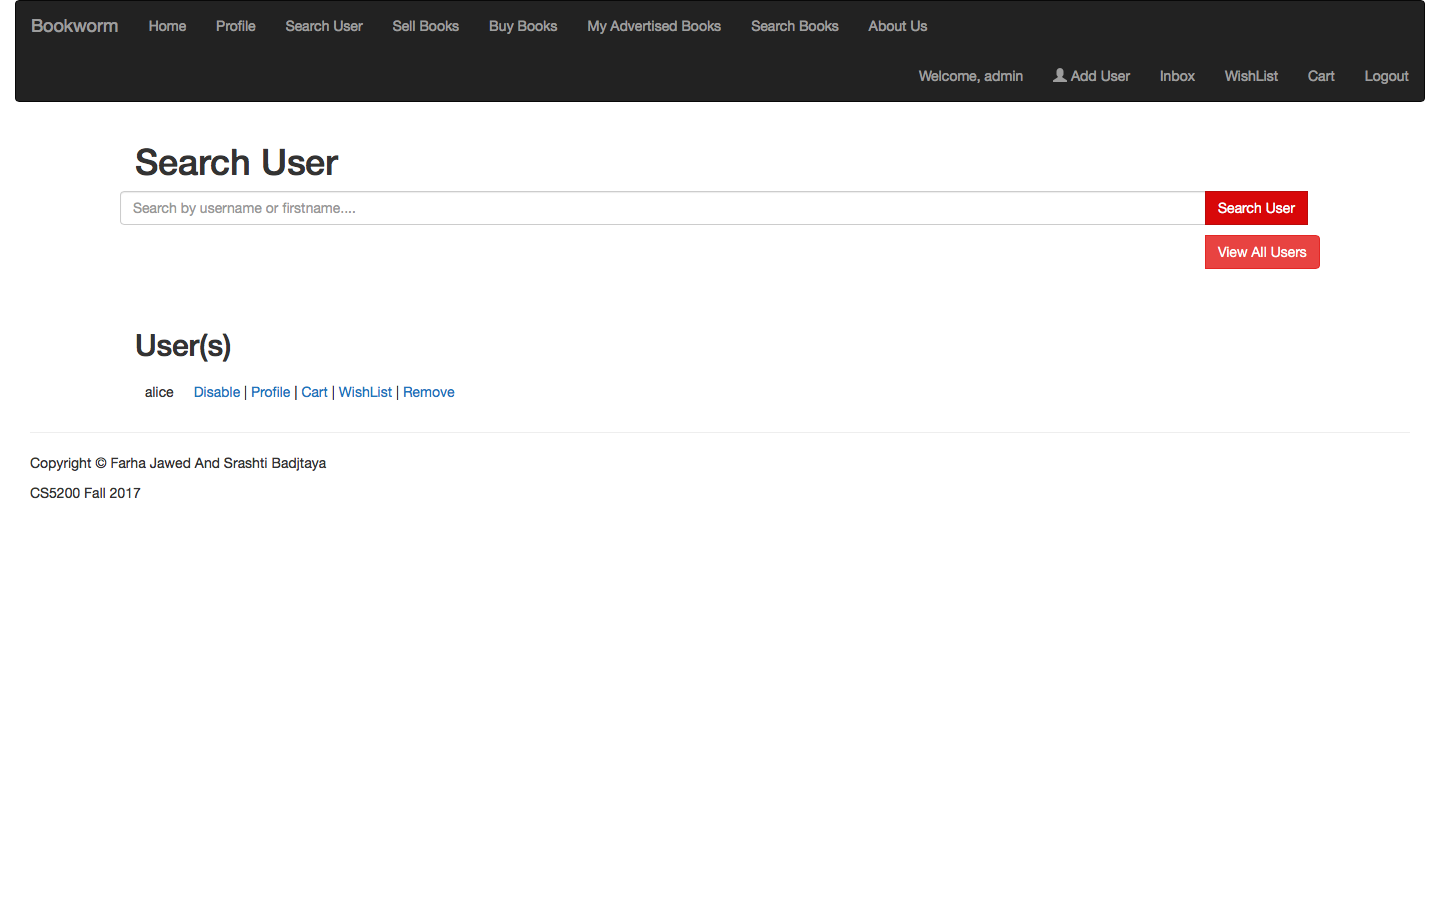 Bookworm Home Profile Search User Sell Books Buy Books My Advertised Books Search Books About Us
Welcome, admin Add User Inbox WishList Cart Logout
Search User
Search by username or firstname.... Search User
View All Users
User(s)
alice Disable | Profile | Cart | WishList | Remove
Copyright © Farha Jawed And Srashti Badjtaya
CS5200 Fall 2017